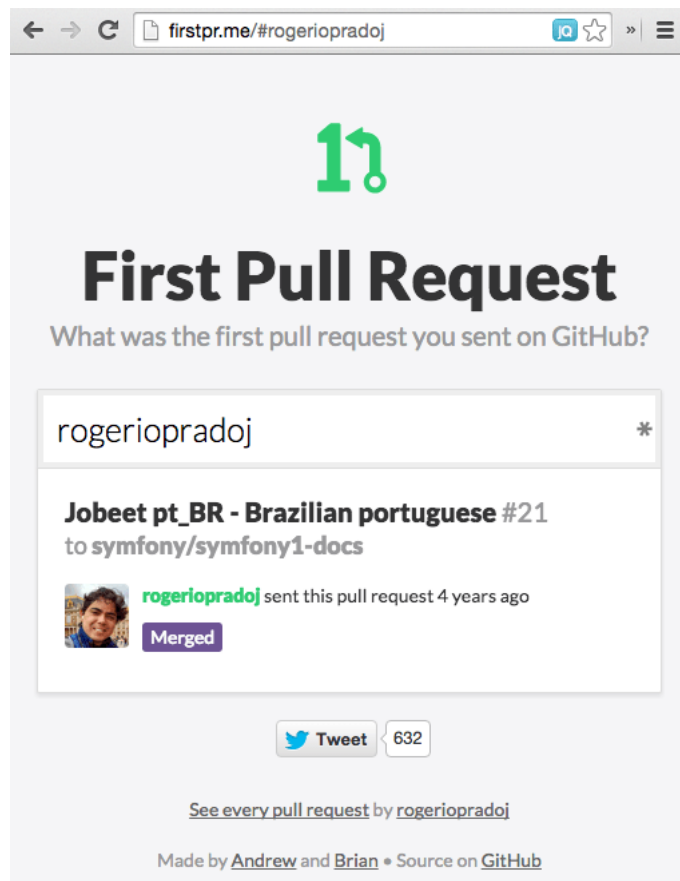 firstpr.me/#rogeriopradoj
jQ
»
1
First Pull Request
What was the first pull request you sent on GitHub?
rogeriopradoj *
Jobeet pt_BR - Brazilian portuguese #21
to symfony/symfony1-docs
rogeriopradoj sent this pull request 4 years ago
Merged
Tweet 632
See every pull request by rogeriopradoj
Made by Andrew and Brian • Source on GitHub